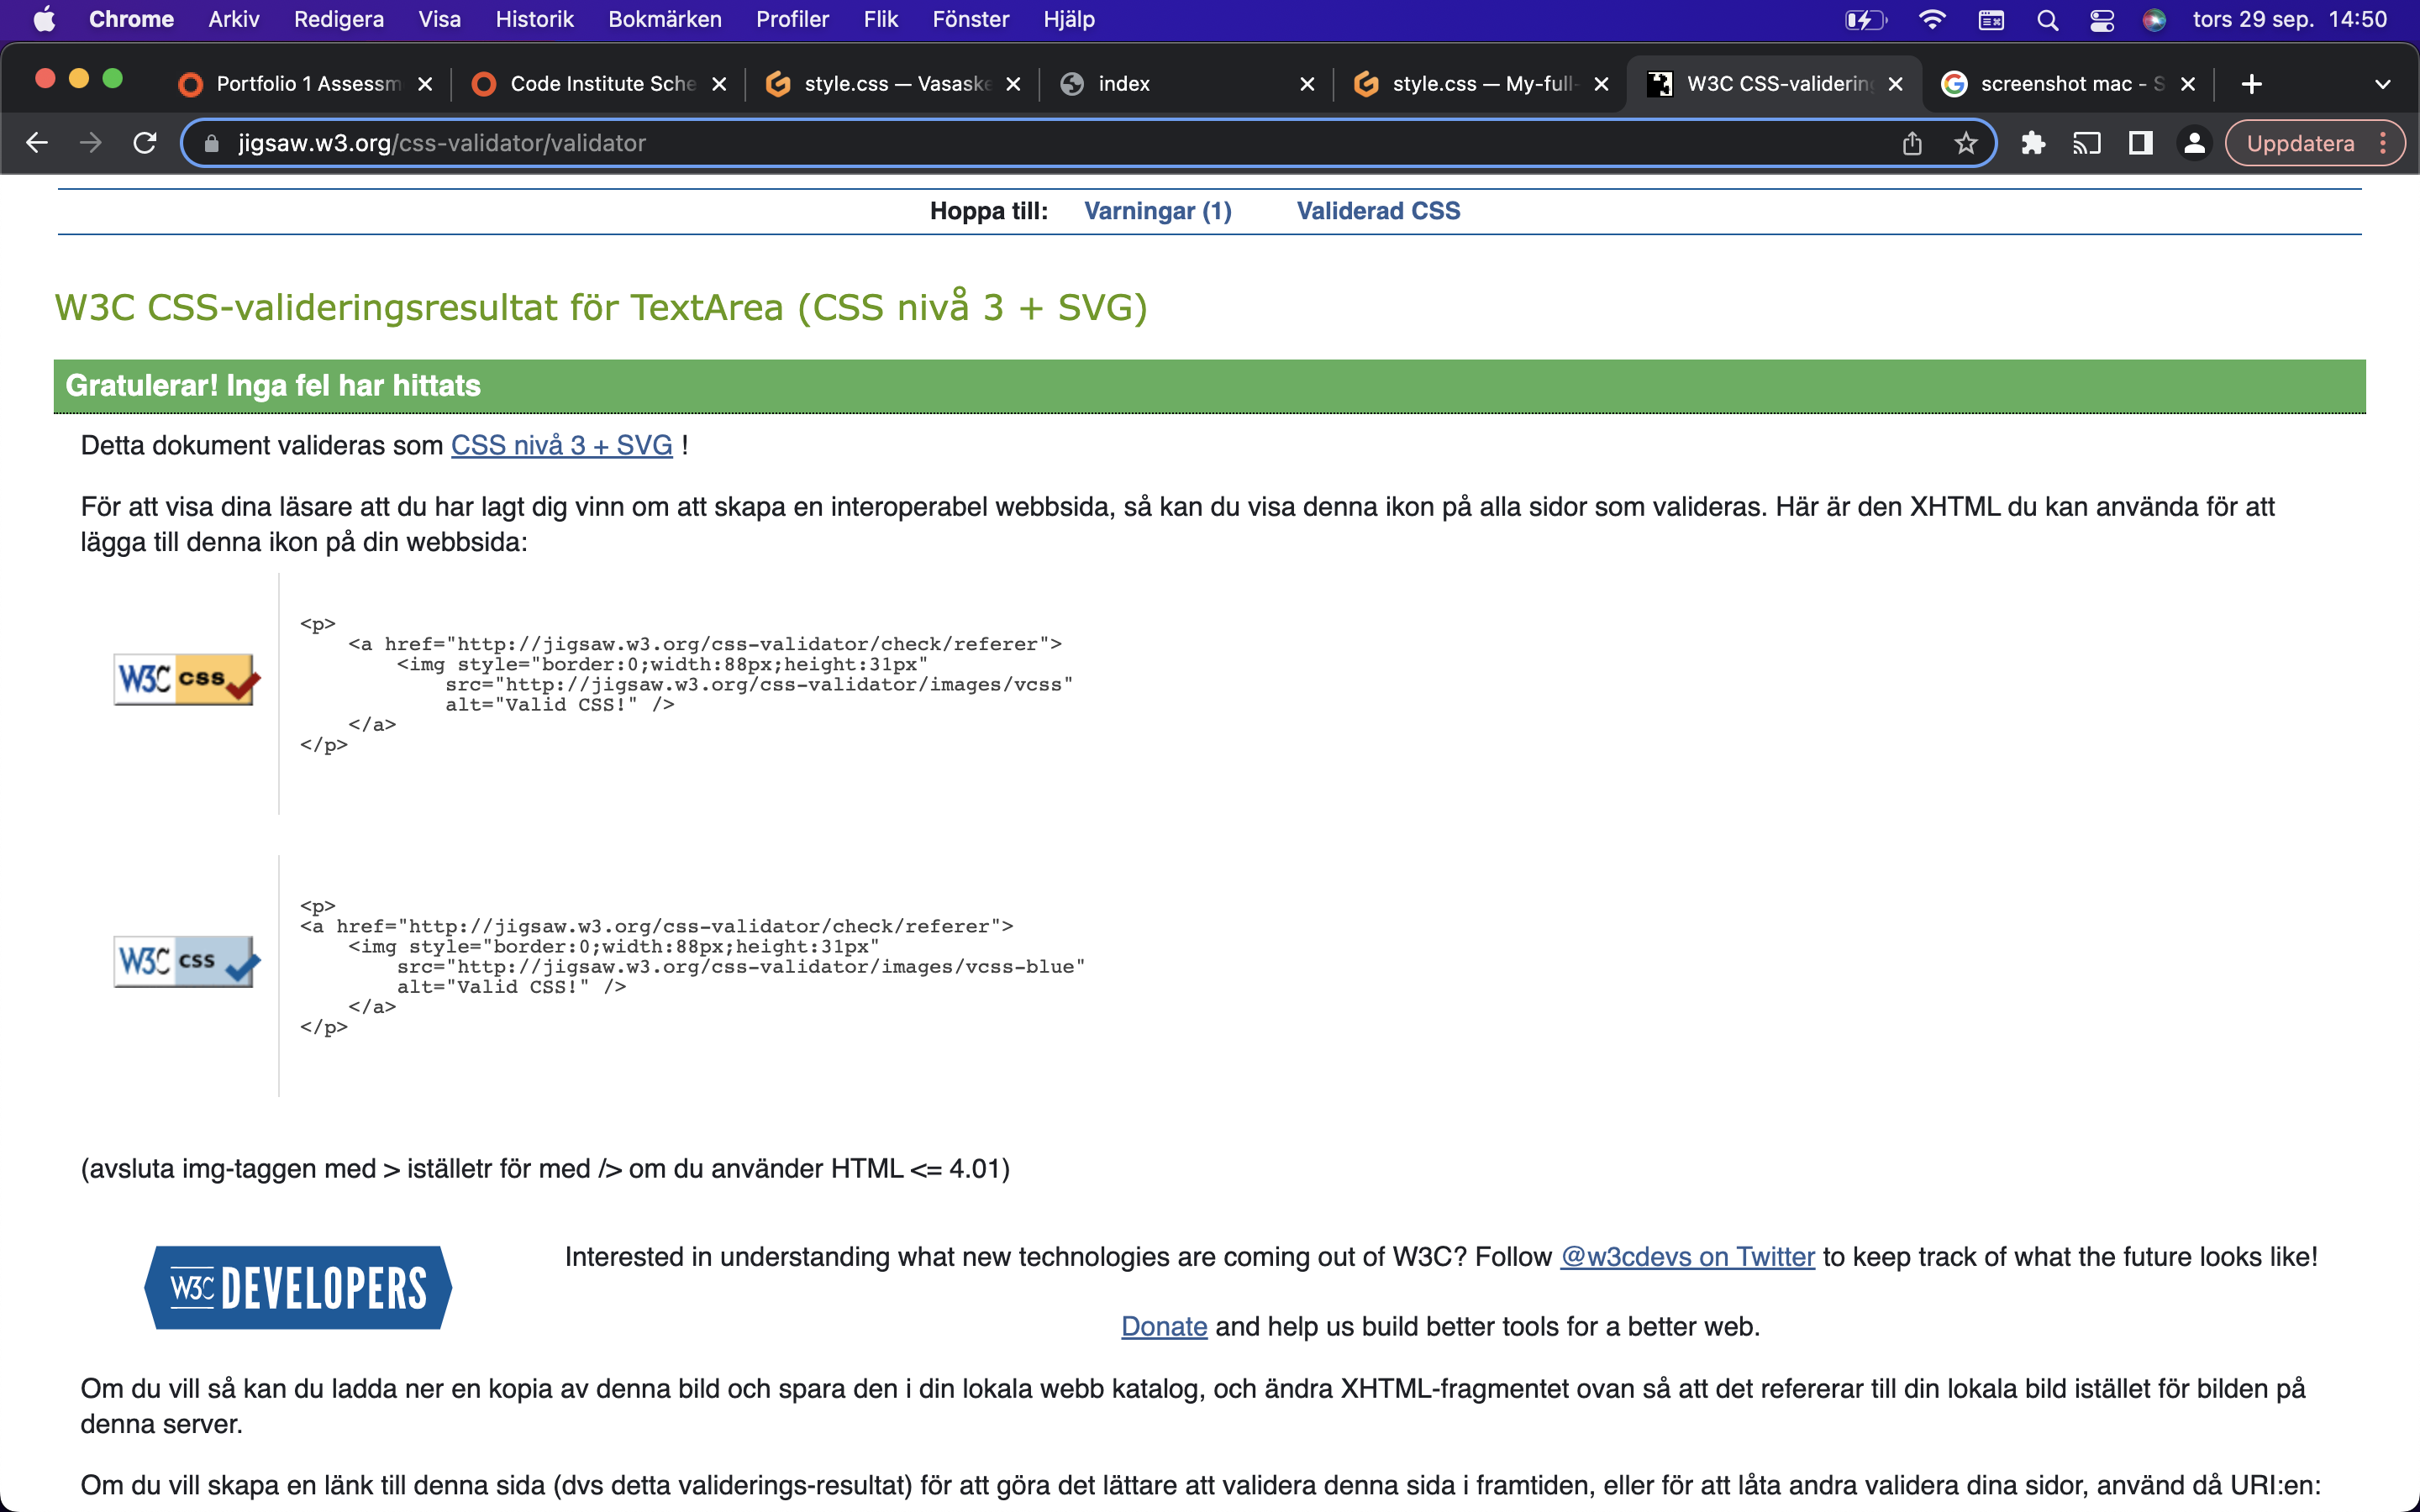 Chrome Arkiv Redigera Visa Historik Bokmärken Profiler Flik Fönster Hjälp tors 29 sep. 14:50
Portfolio 1 Assessm Code Institute Sche style.css — Vasaske index style.css — My-full- W3C CSS-validering screenshot mac - S
jigsaw.w3.org/css-validator/validator Uppdatera
Hoppa till: Varningar (1) Validerad CSS
W3C CSS-valideringsresultat för TextArea (CSS nivå 3 + SVG)
Gratulerar! Inga fel har hittats
Detta dokument valideras som CSS nivå 3 + SVG !
För att visa dina läsare att du har lagt dig vinn om att skapa en interoperabel webbsida, så kan du visa denna ikon på alla sidor som valideras. Här är den XHTML du kan använda för att
lägga till denna ikon på din webbsida:
<p>
<a href="http://jigsaw.w3.org/css-validator/check/referer">
<img style="border:0;width:88px;height:31px"
src="http://jigsaw.w3.org/css-validator/images/vcss"
alt="Valid CSS!" />
</a>
</p>
W3C css
<p>
<a href="http://jigsaw.w3.org/css-validator/check/referer">
<img style="border:0;width:88px;height:31px"
src="http://jigsaw.w3.org/css-validator/images/vcss-blue"
alt="Valid CSS!" />
</a>
</p>
W3C css
(avsluta img-taggen med > iställetr för med /> om du använder HTML <= 4.01)
W3C DEVELOPERS
Interested in understanding what new technologies are coming out of W3C? Follow @w3cdevs on Twitter to keep track of what the future looks like!
Donate and help us build better tools for a better web.
Om du vill så kan du ladda ner en kopia av denna bild och spara den i din lokala webb katalog, och ändra XHTML-fragmentet ovan så att det refererar till din lokala bild istället för bilden på
denna server.
Om du vill skapa en länk till denna sida (dvs detta validerings-resultat) för att göra det lättare att validera denna sida i framtiden, eller för att låta andra validera dina sidor, använd då URI:en: